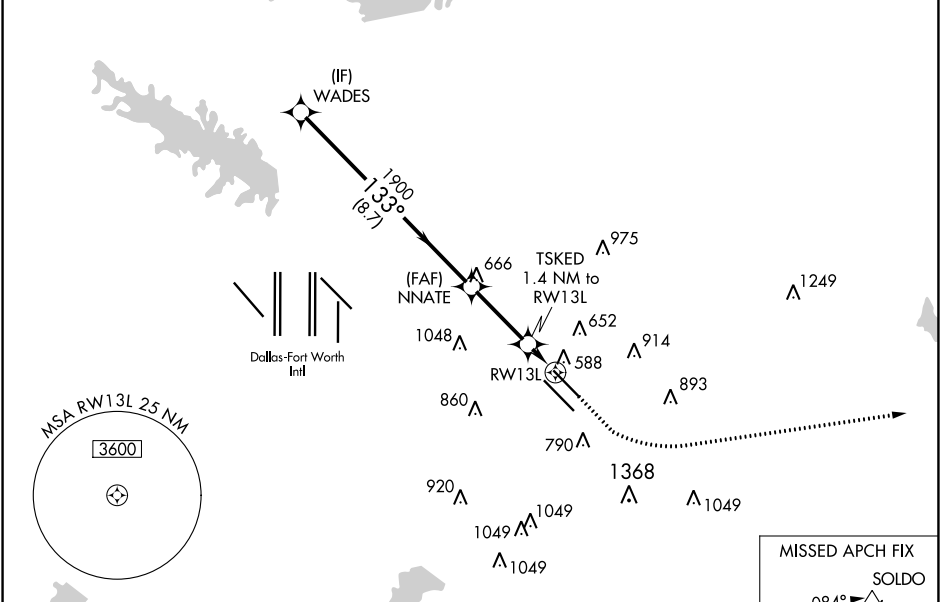 (IF)
WADES
1900
133°
(8.7)
975
TSKED
1.4 NM to
RW13L
666
(FAF)
NNATE
1249
652
1048
914
Dallas-Fort Worth
Intl
588
RW13L
893
860
MSA RW13L 25 NM
3600
790
1368
920
1049
1049
1049
1049
MISSED APCH FIX
SOLDO
084°